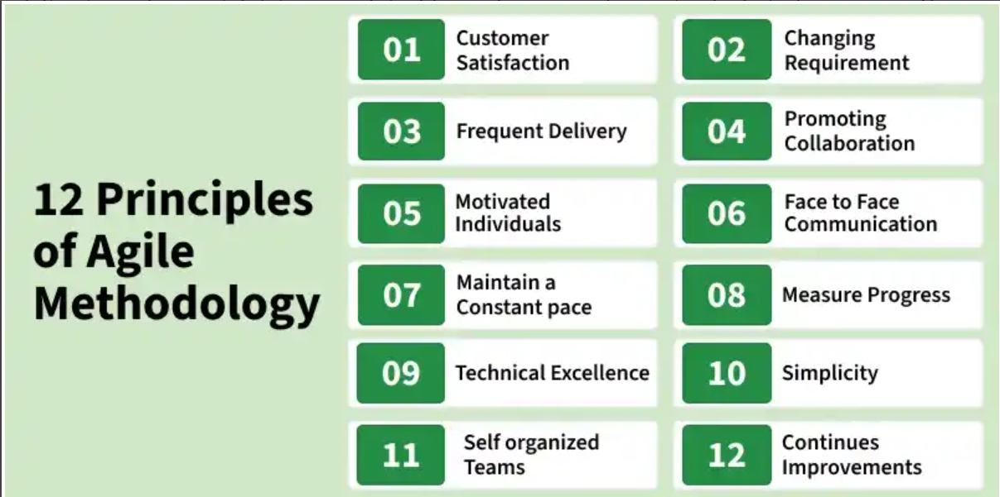 12 Principles
of Agile
Methodology
01
Customer
Satisfaction
02
Changing
Requirement
03
Frequent Delivery
04
Promoting
Collaboration
05
Motivated
Individuals
06
Face to Face
Communication
07
Maintain a
Constant pace
08
Measure Progress
09
Technical Excellence
10
Simplicity
11
Self organized
Teams
12
Continues
Improvements